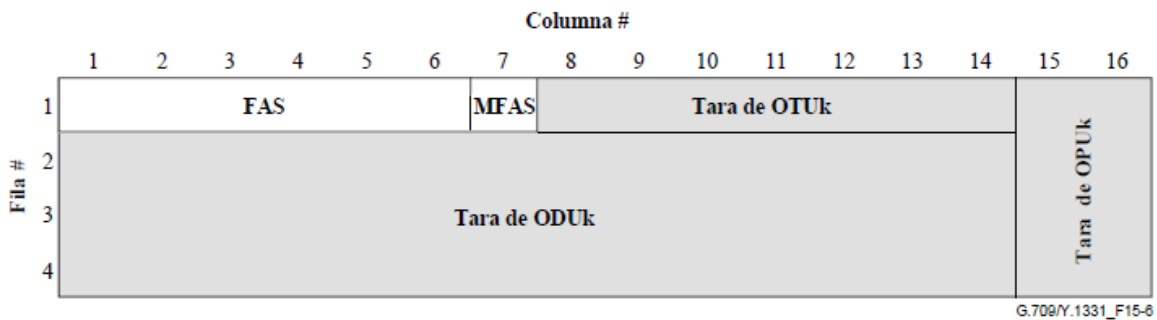 Columna #
1 2 3 4 5 6 7 8 9 10 11 12 13 14 15 16
1 FAS MFAS Tara de OTUk
Fila #
2
3 Tara de ODUk
4
Tara de OPUk
G.709/Y.1331_F15-6